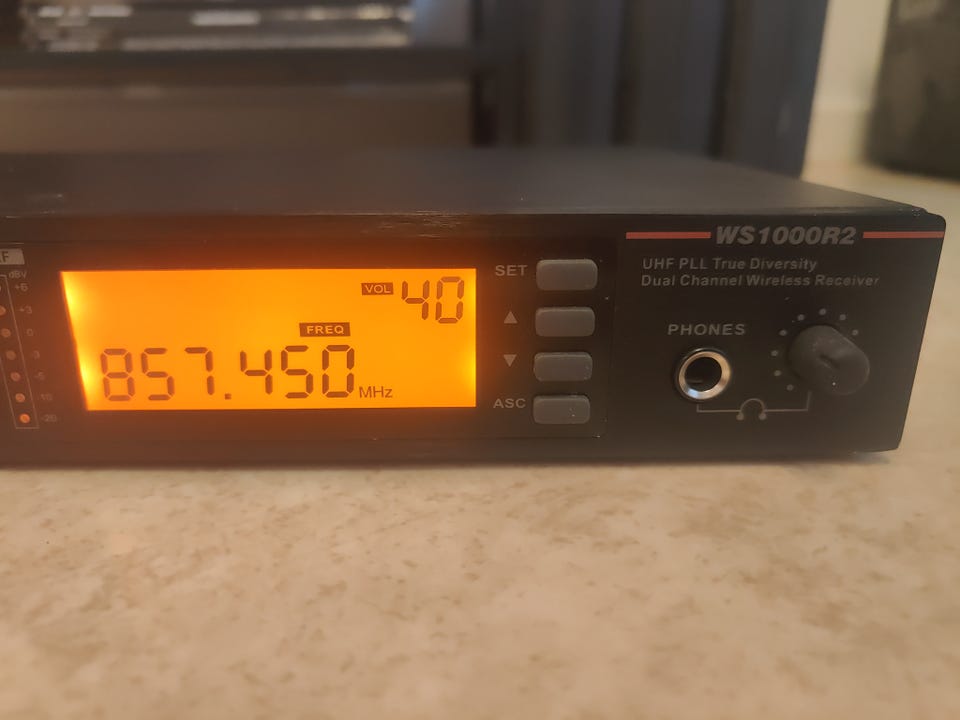 WS1000R2
UHF PLL True Diversity
Dual Channel Wireless Receiver
dBV
+6
+3
0
-3
-10
-20
VOL 40
FREQ
857.450 MHz
SET
ASC
PHONES